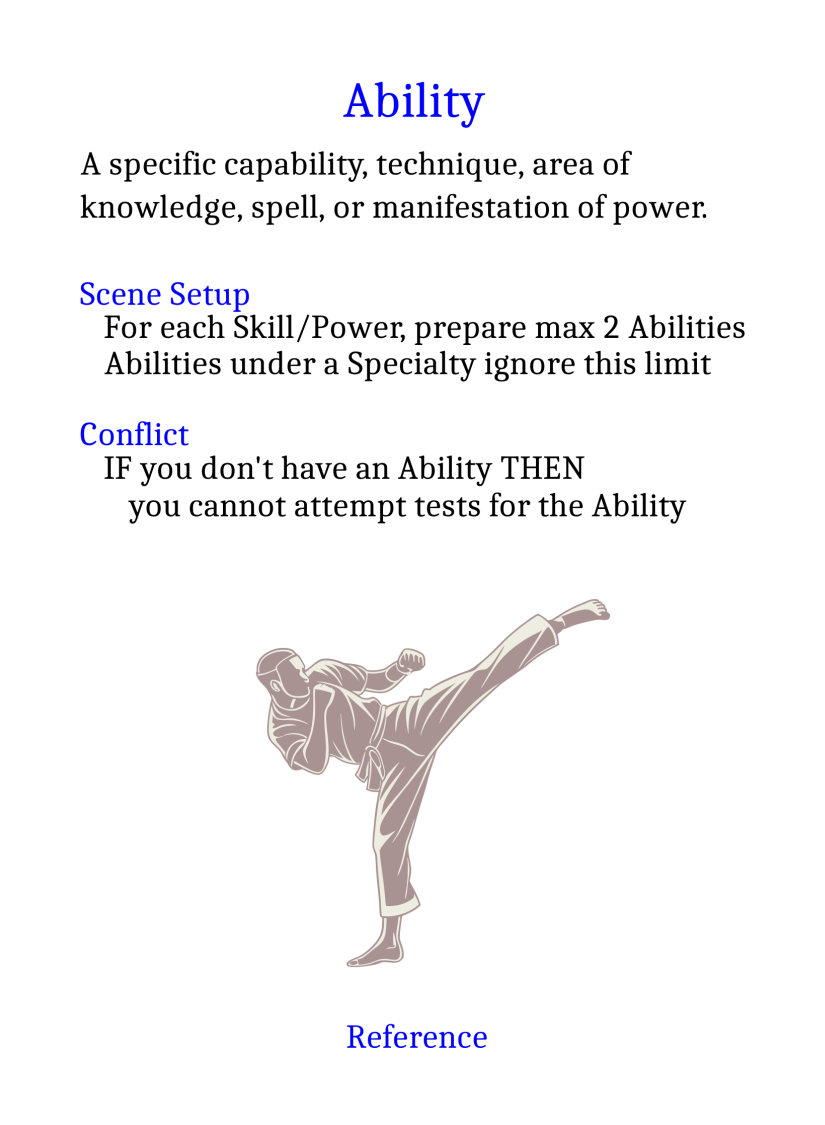 Ability
A specific capability, technique, area of
knowledge, spell, or manifestation of power.
Scene Setup
For each Skill/Power, prepare max 2 Abilities
Abilities under a Specialty ignore this limit
Conflict
IF you don't have an Ability THEN
you cannot attempt tests for the Ability
Reference